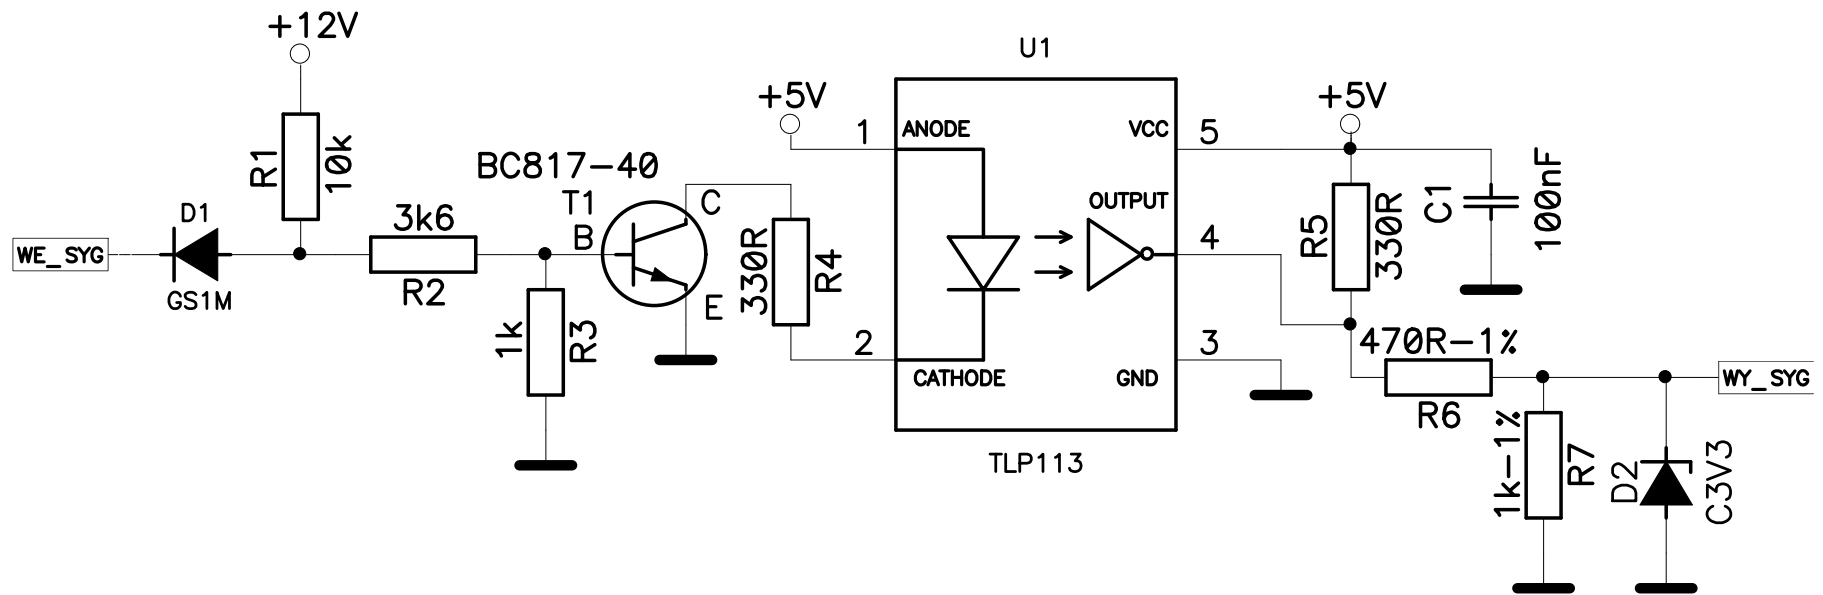 +12V
U1
+5V
+5V
1
ANODE
VCC
5
R1
10k
BC817-40
T1
C
B
E
D1
GS1M
WE_SYG
3k6
R2
1k
R3
330R
R4
OUTPUT
4
R5
330R
C1
100nF
2
CATHODE
GND
3
TLP113
470R-1%
R6
WY_SYG
1k-1%
R7
D2
C3V3